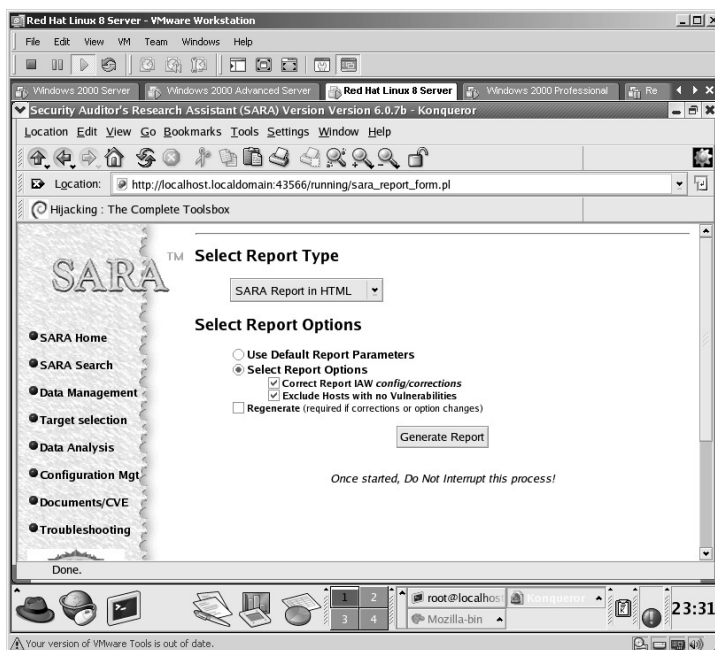 Red Hat Linux 8 Server - VMware Workstation
File Edit View VM Team Windows Help
Windows 2000 Server Windows 2000 Advanced Server Red Hat Linux 8 Server Windows 2000 Professional Re
Security Auditor's Research Assistant (SARA) Version Version 6.0.7b - Konqueror
Location Edit View Go Bookmarks Tools Settings Window Help
Location: http://localhost.localdomain:43566/running/sara_report_form.pl
Hijacking : The Complete Toolsbox
SARA TM
SARA Home
SARA Search
Data Management
Target selection
Data Analysis
Configuration Mgt
Documents/CVE
Troubleshooting
Select Report Type
SARA Report in HTML
Select Report Options
Use Default Report Parameters
Select Report Options
Correct Report IAW config/corrections
Exclude Hosts with no Vulnerabilities
Regenerate (required if corrections or option changes)
Generate Report
Once started, Do Not Interrupt this process!
Done.
1 2
3 4
root@localhos
Konqueror
Mozilla-bin
23:31
Your version of VMware Tools is out of date.